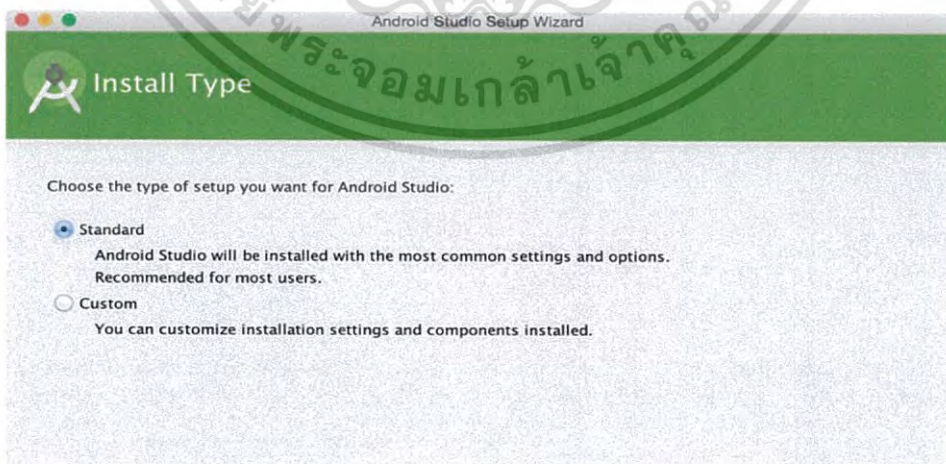 Android Studio Setup Wizard
Install Type
พระจอมเกล้าเจ้าคุณ
Choose the type of setup you want for Android Studio:
Standard
Android Studio will be installed with the most common settings and options.
Recommended for most users.
Custom
You can customize installation settings and components installed.